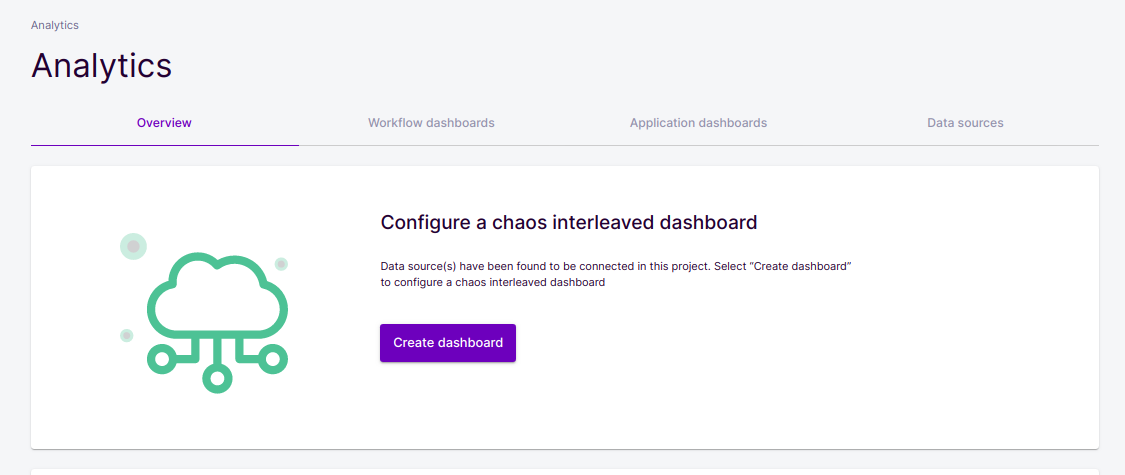 Analytics
Analytics
Overview
Workflow dashboards
Application dashboards
Data sources
Configure a chaos interleaved dashboard
Data source(s) have been found to be connected in this project. Select “Create dashboard”
to configure a chaos interleaved dashboard
Create dashboard